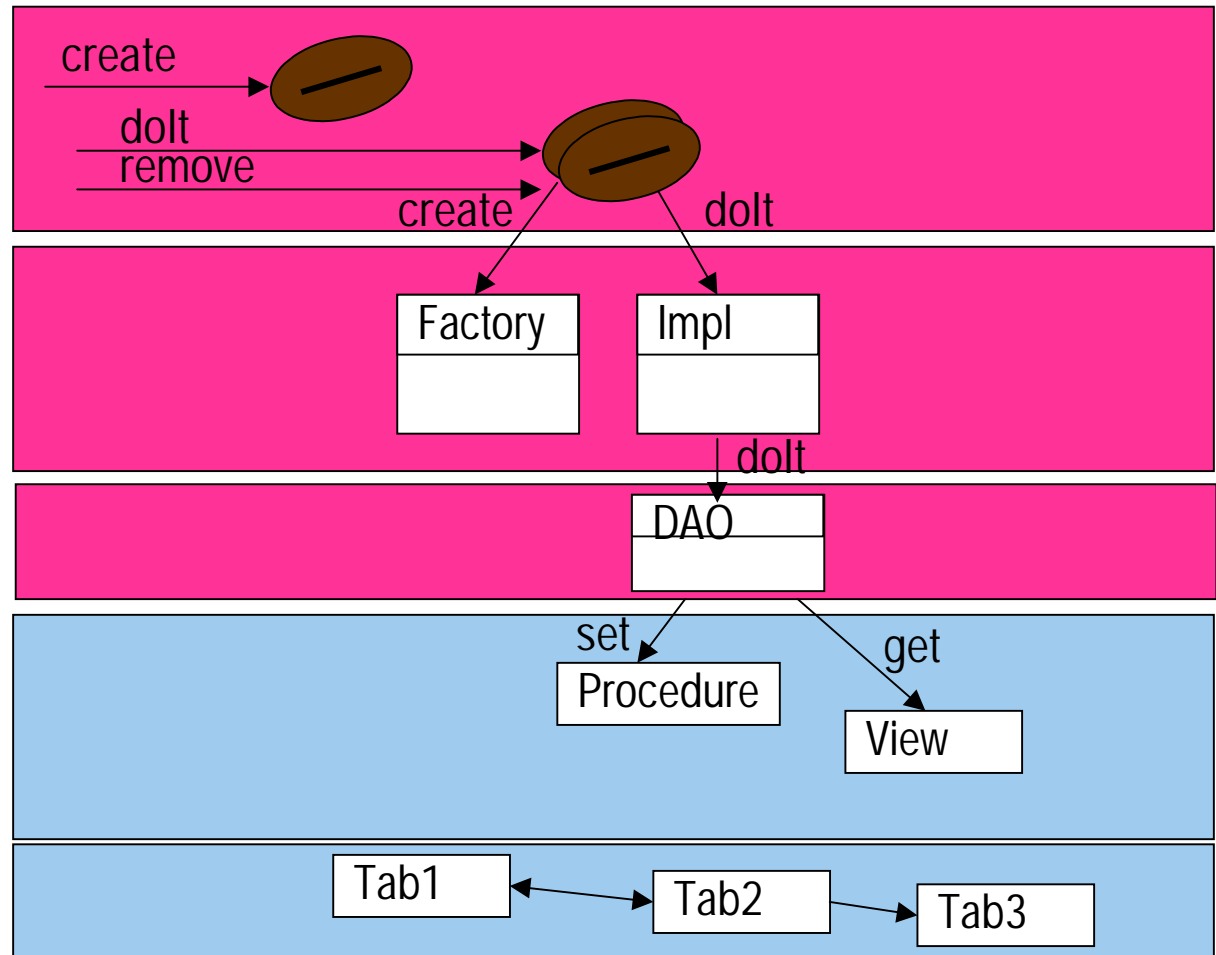 create
doIt
remove
create
doIt
Factory
Impl
doIt
DAO
set
get
Procedure
View
Tab1
Tab2
Tab3